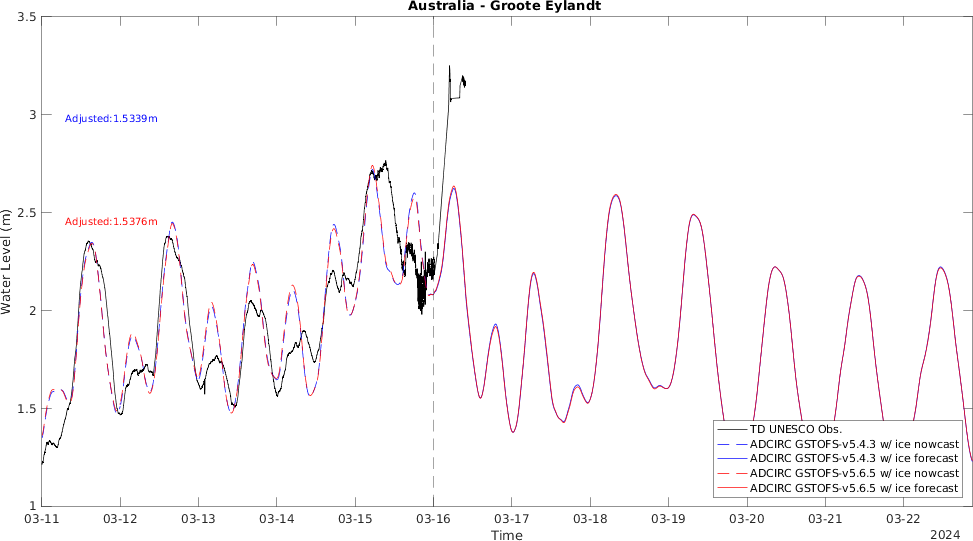 Australia - Groote Eylandt
3.5
3
2.5
2
1.5
1
Water Level (m)
Adjusted:1.5339m
Adjusted:1.5376m
TD UNESCO Obs.
ADCIRC GSTOFS-v5.4.3 w/ ice nowcast
ADCIRC GSTOFS-v5.4.3 w/ ice forecast
ADCIRC GSTOFS-v5.6.5 w/ ice nowcast
ADCIRC GSTOFS-v5.6.5 w/ ice forecast
03-11 03-12 03-13 03-14 03-15 03-16 03-17 03-18 03-19 03-20 03-21 03-22
Time
2024